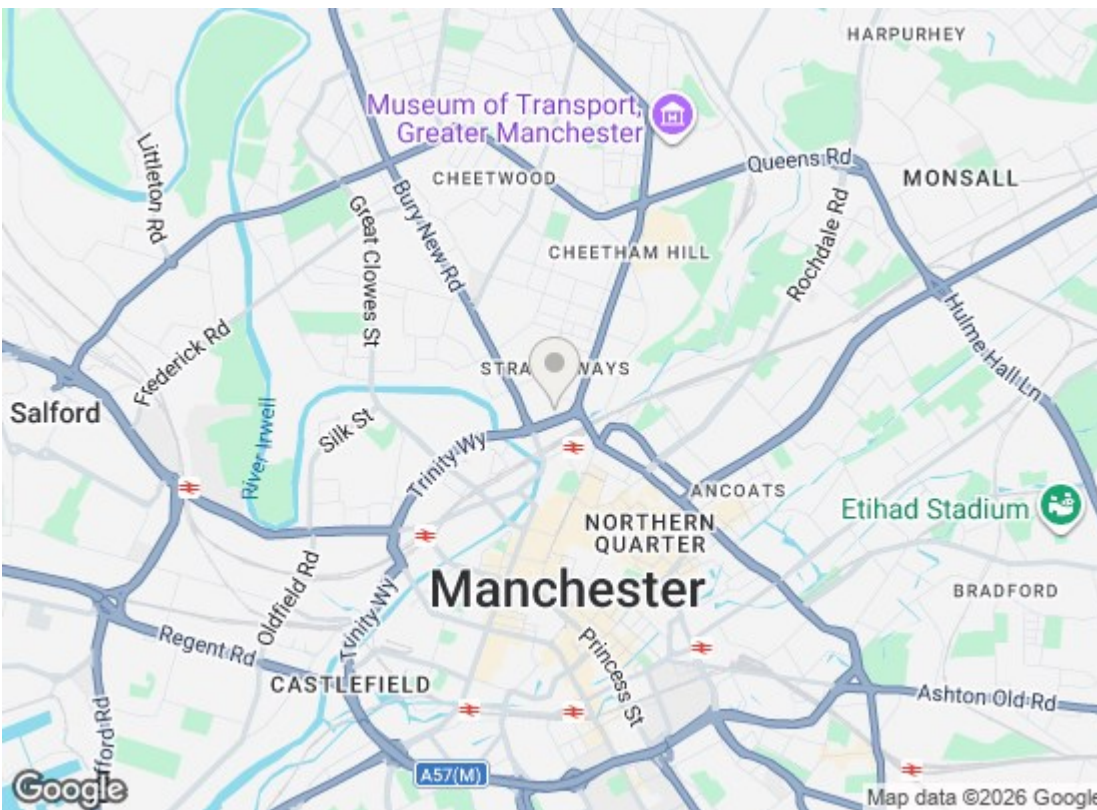 HARPURHEY
Museum of Transport,
Greater Manchester
Littleton Rd
CHEETWOOD
Queens Rd
MONSALL
Bury New Rd
Great Clowes St
CHEETHAM HILL
Rochdale Rd
Frederick Rd
Hulme Hall Ln
STRA WAYS
Salford
Silk St
River Irwell
Trinity Wy
ANCOATS
Etihad Stadium
NORTHERN
QUARTER
Manchester
BRADFORD
Oldfield Rd
Trinity Wy
Regent Rd
Princess St
CASTLEFIELD
Ashton Old Rd
fford Rd
A57(M)
Google
Map data ©2026 Google